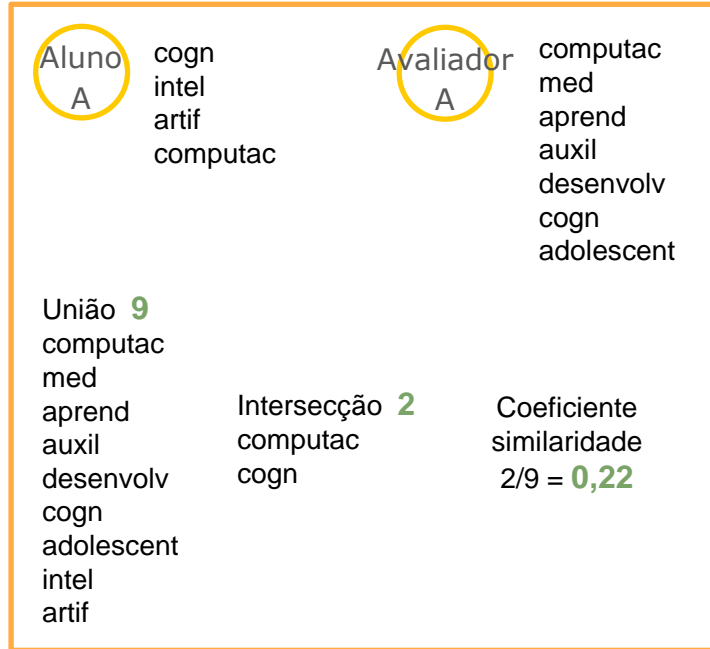 Aluno
A
cogn
intel
artif
computac
Avaliador
A
computac
med
aprend
auxil
desenvolv
cogn
adolescent
União 9
computac
med
aprend
auxil
desenvolv
cogn
adolescent
intel
artif
Intersecção 2
computac
cogn
Coeficiente
similaridade
2/9 = 0,22